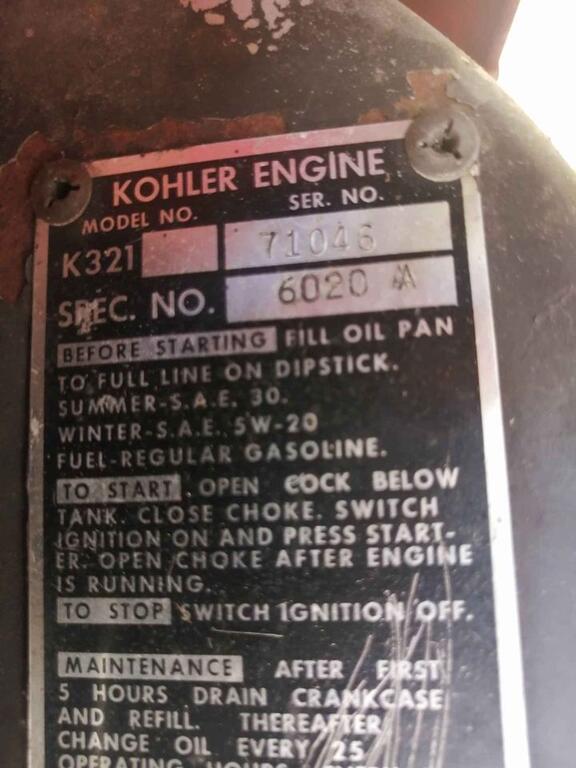 KOHLER ENGINE
MODEL NO. SER. NO.
K321 71046
SPEC. NO. 6020 A
BEFORE STARTING FILL OIL PAN
TO FULL LINE ON DIPSTICK.
SUMMER-S.A.E. 30.
WINTER-S.A.E. 5W-20
FUEL-REGULAR GASOLINE.
TO START OPEN COCK BELOW
TANK. CLOSE CHOKE. SWITCH
IGNITION ON AND PRESS START-
ER. OPEN CHOKE AFTER ENGINE
IS RUNNING.
TO STOP SWITCH IGNITION OFF.
MAINTENANCE AFTER FIRST
5 HOURS DRAIN CRANKCASE
AND REFILL. THEREAFTER
CHANGE OIL EVERY 25
OPERATING HOURS